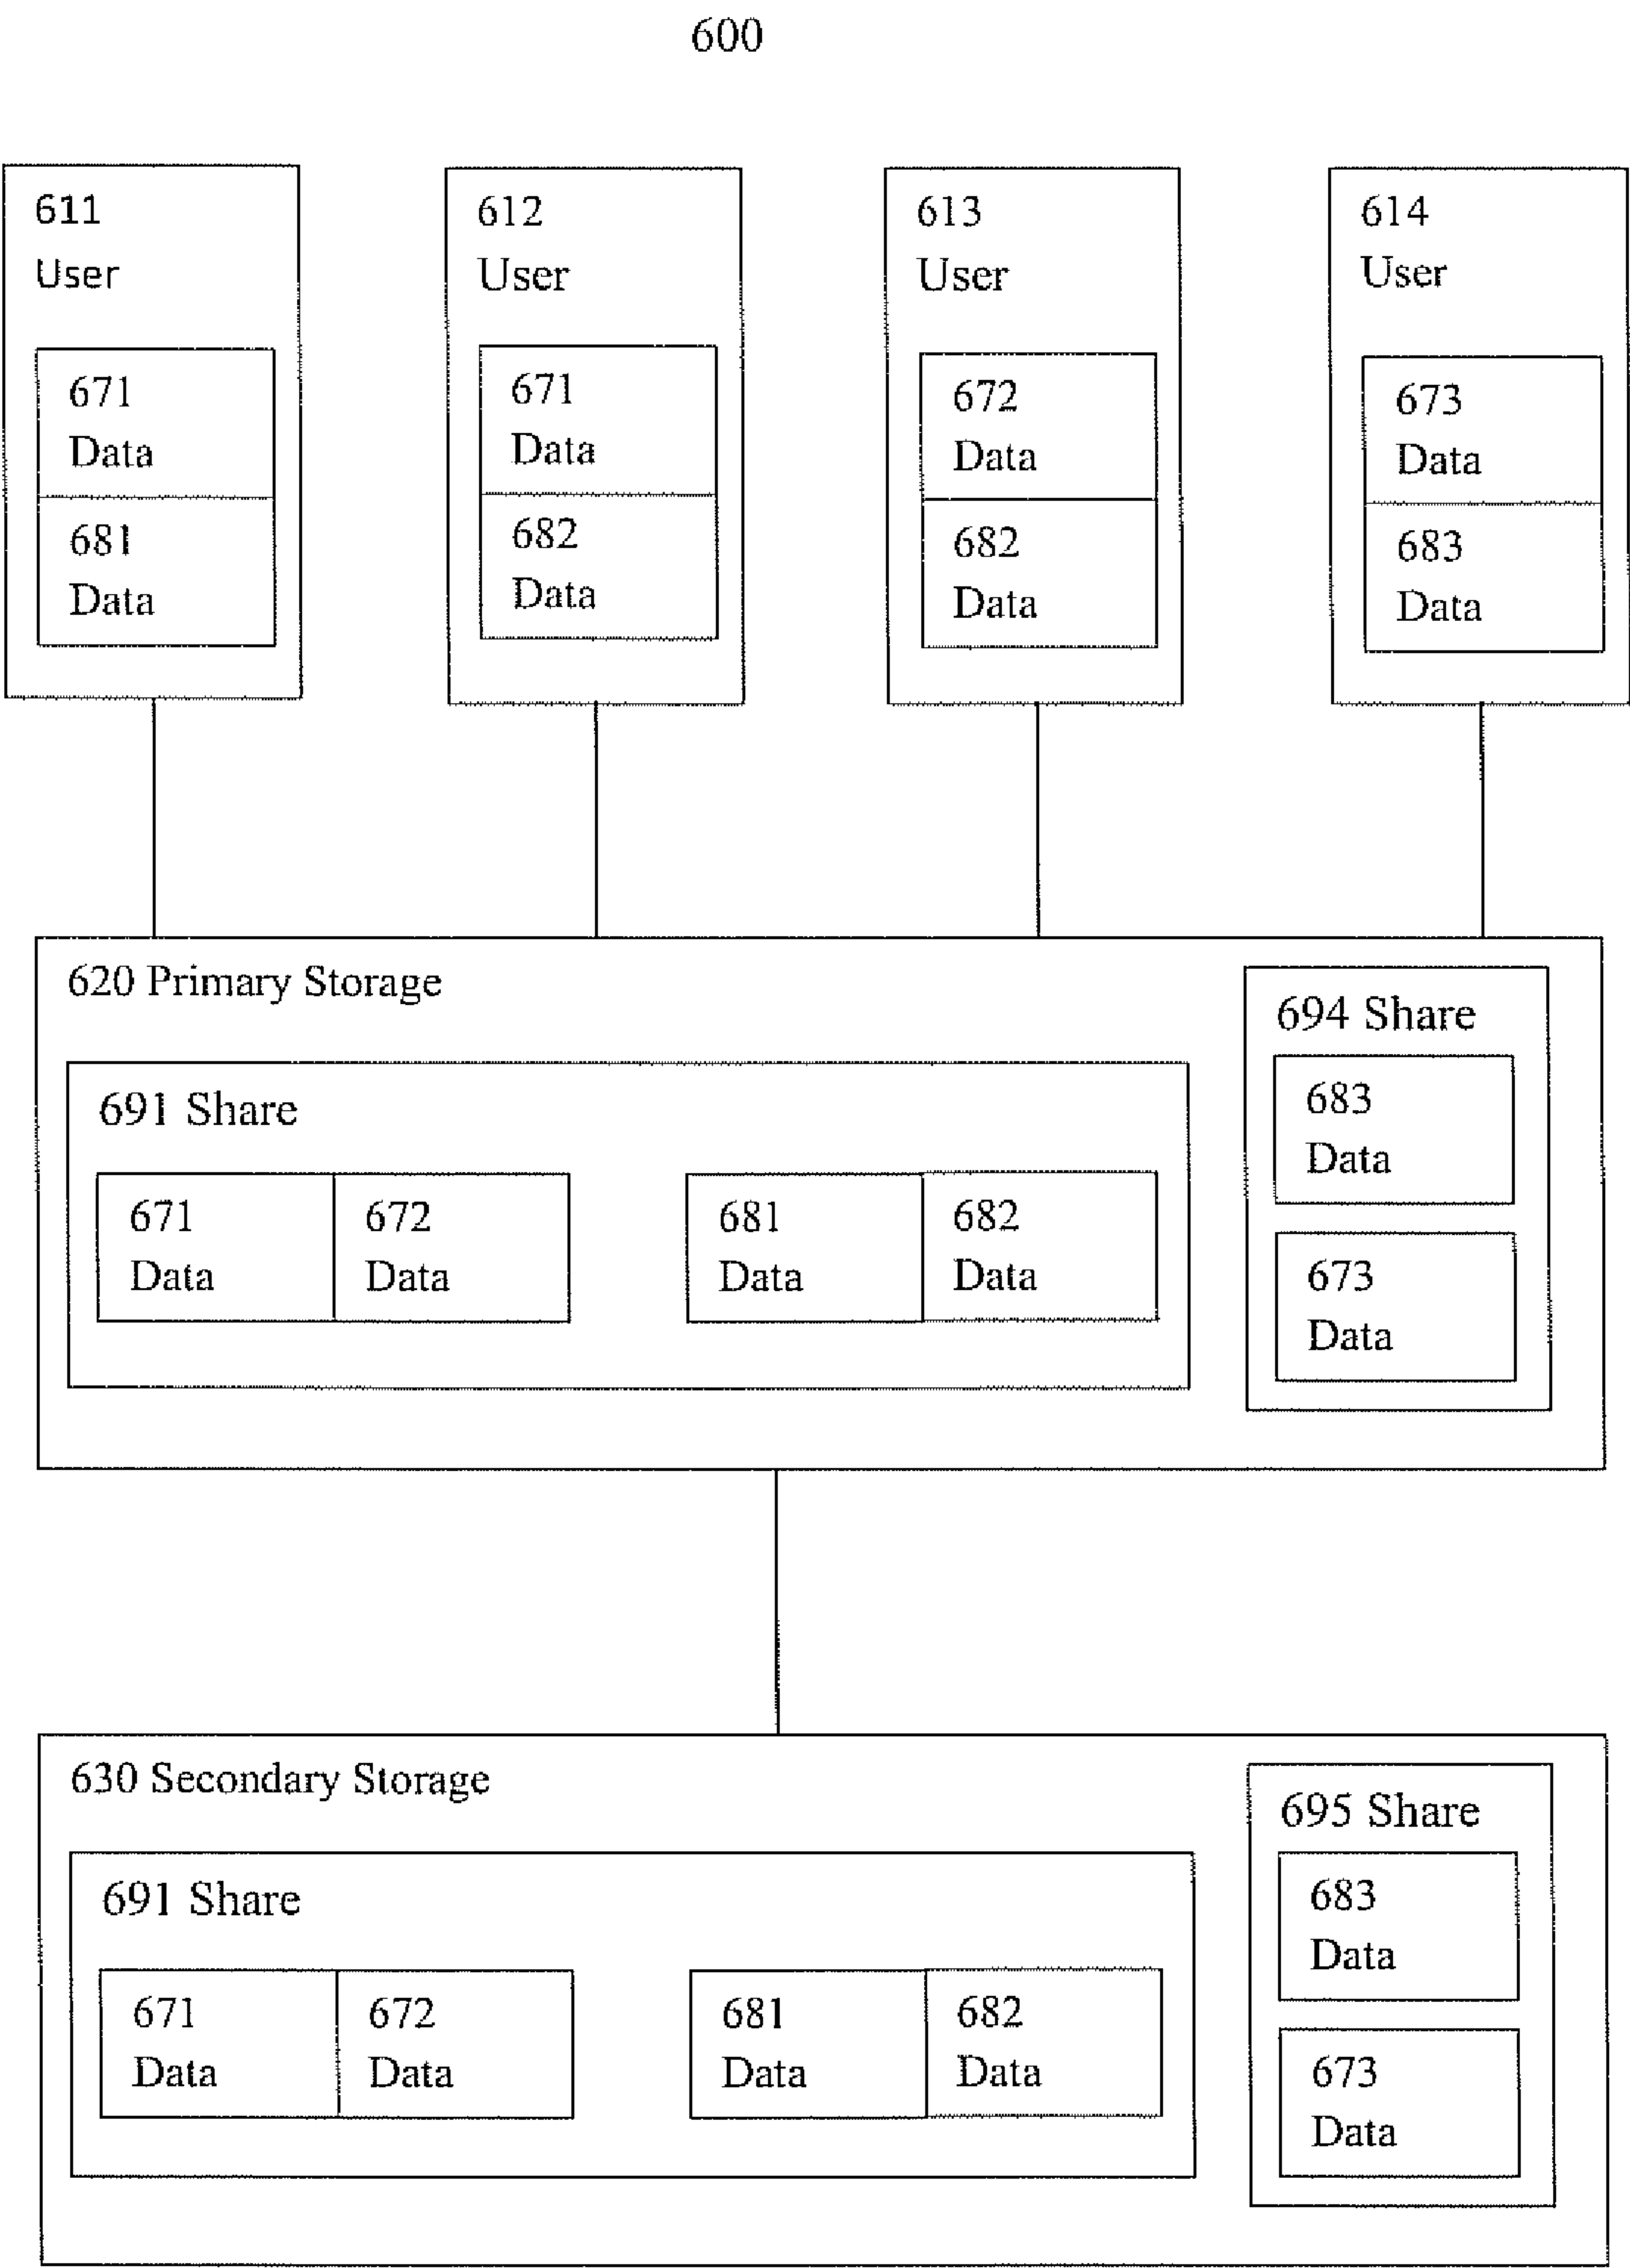 600
611
User
671
Data
681
Data
612
User
671
Data
682
Data
613
User
672
Data
682
Data
614
User
673
Data
683
Data
620 Primary Storage
691 Share
671
Data
672
Data
681
Data
682
Data
694 Share
683
Data
673
Data
630 Secondary Storage
691 Share
671
Data
672
Data
681
Data
682
Data
695 Share
683
Data
673
Data